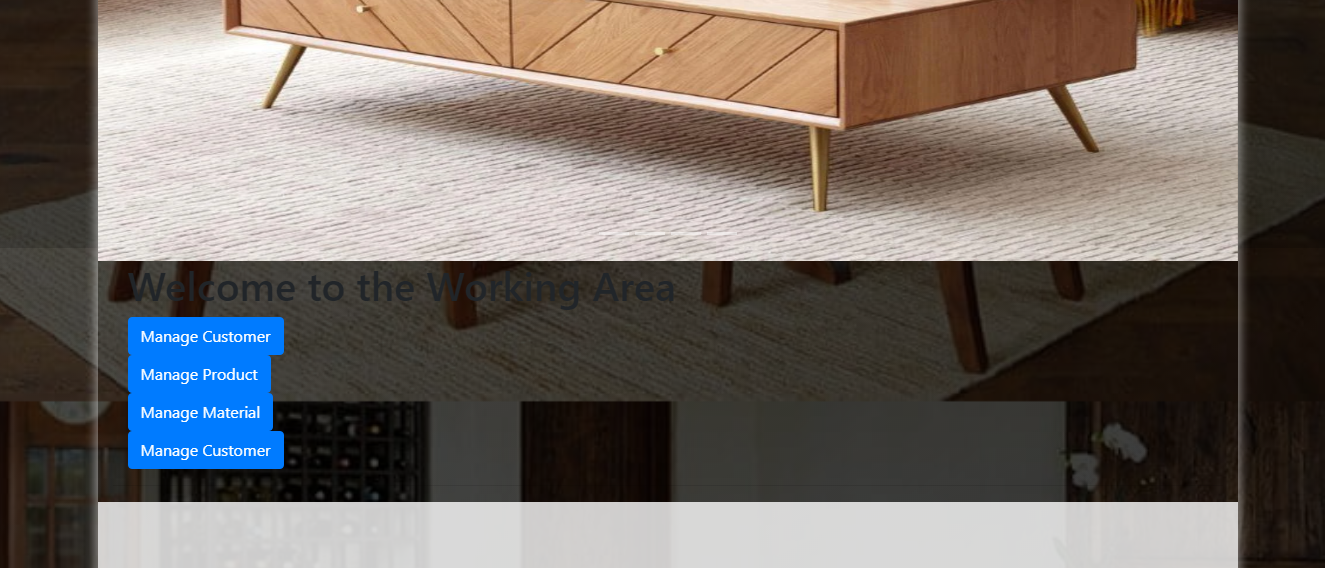 Welcome to the Working Area
Manage Customer
Manage Product
Manage Material
Manage Customer